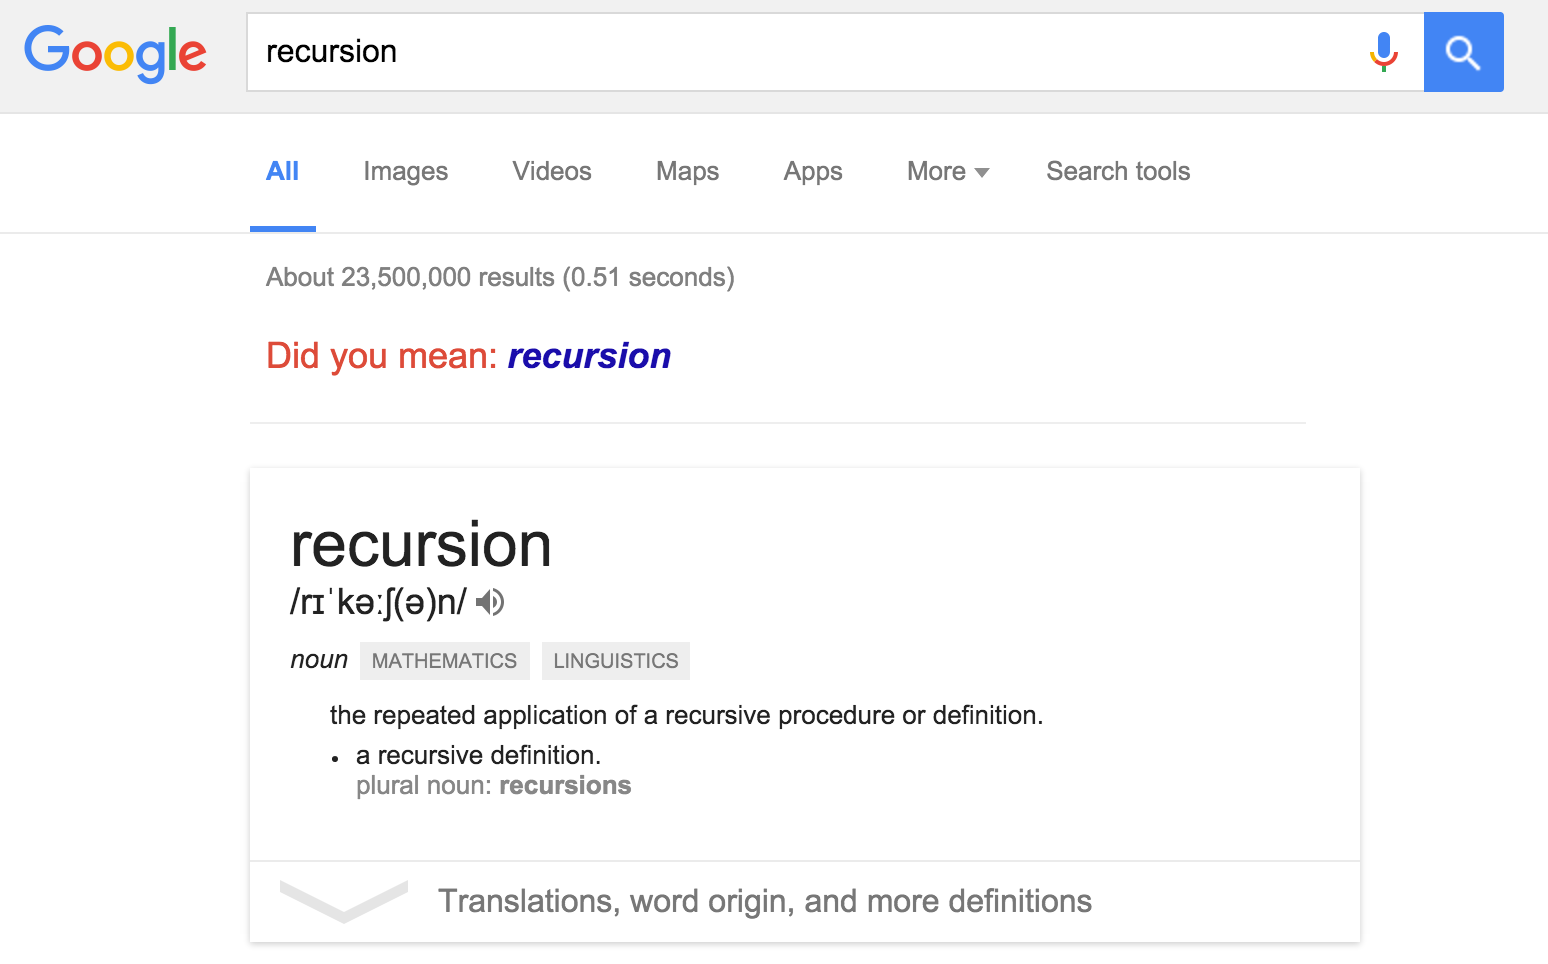 Google
recursion
All Images Videos Maps Apps More Search tools
About 23,500,000 results (0.51 seconds)
Did you mean: recursion
recursion
/rɪˈkəːʃ(ə)n/
noun MATHEMATICS LINGUISTICS
the repeated application of a recursive procedure or definition.
• a recursive definition.
plural noun: recursions
Translations, word origin, and more definitions